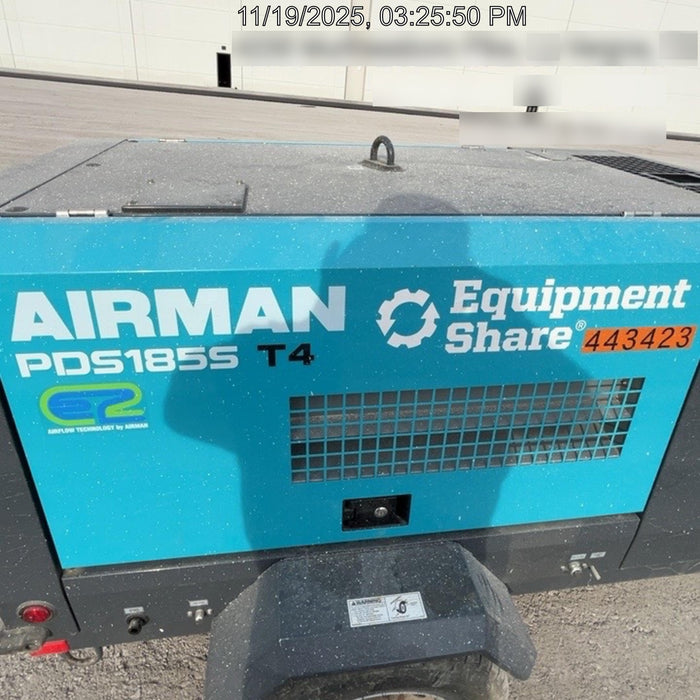 11/19/2025, 03:25:50 PM
AIRMAN
PDS185S T4
Equipment
Share®
443423
AIRFLOW TECHNOLOGY by AIRMAN
WARNING